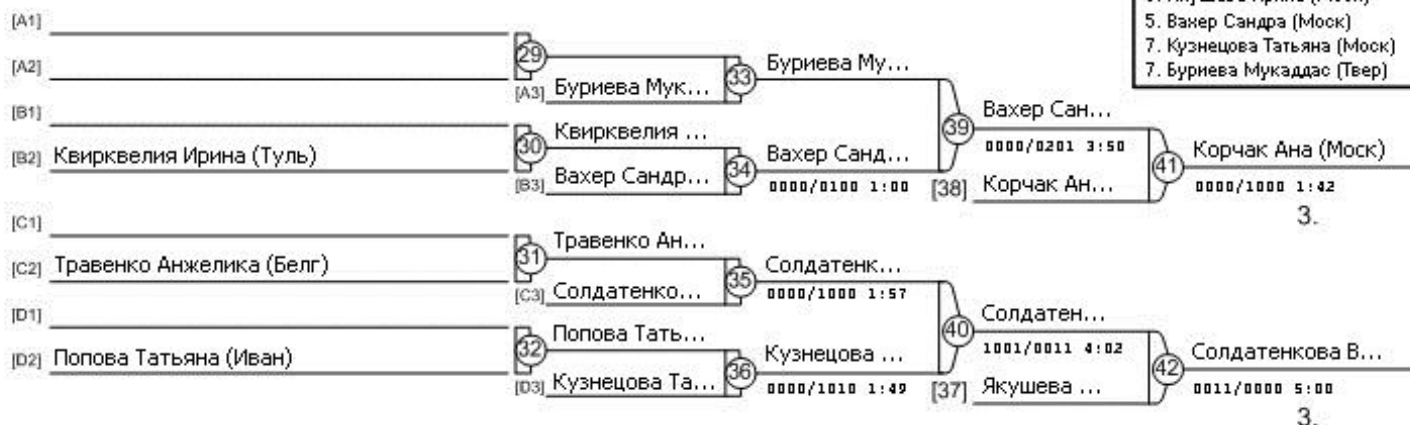 5. Вахер Сандра (Моск)
7. Кузнецова Татьяна (Моск)
7. Буриева Мукаддас (Твер)
[A1]
[A2]
29
[A3] Буриева Мук...
33
Буриева Му...
[B1]
[B2] Квирквелия Ирина (Туль)
30
Квирквелия ...
[B3] Вахер Сандр...
34
Вахер Санд...
0000/0100 1:00
39
Вахер Сан...
0000/0201 3:50
[38] Корчак Ан...
41
Корчак Ана (Моск)
0000/1000 1:42
3.
[C1]
[C2] Травенко Анжелика (Белг)
31
Травенко Ан...
[C3] Солдатенко...
35
Солдатенк...
0000/1000 1:57
[D1]
[D2] Попова Татьяна (Иван)
32
Попова Тать...
[D3] Кузнецова Та...
36
Кузнецова ...
0000/1010 1:49
40
Солдатен...
1001/0011 4:02
[37] Якушева ...
42
Солдатенкова В...
0011/0000 5:00
3.